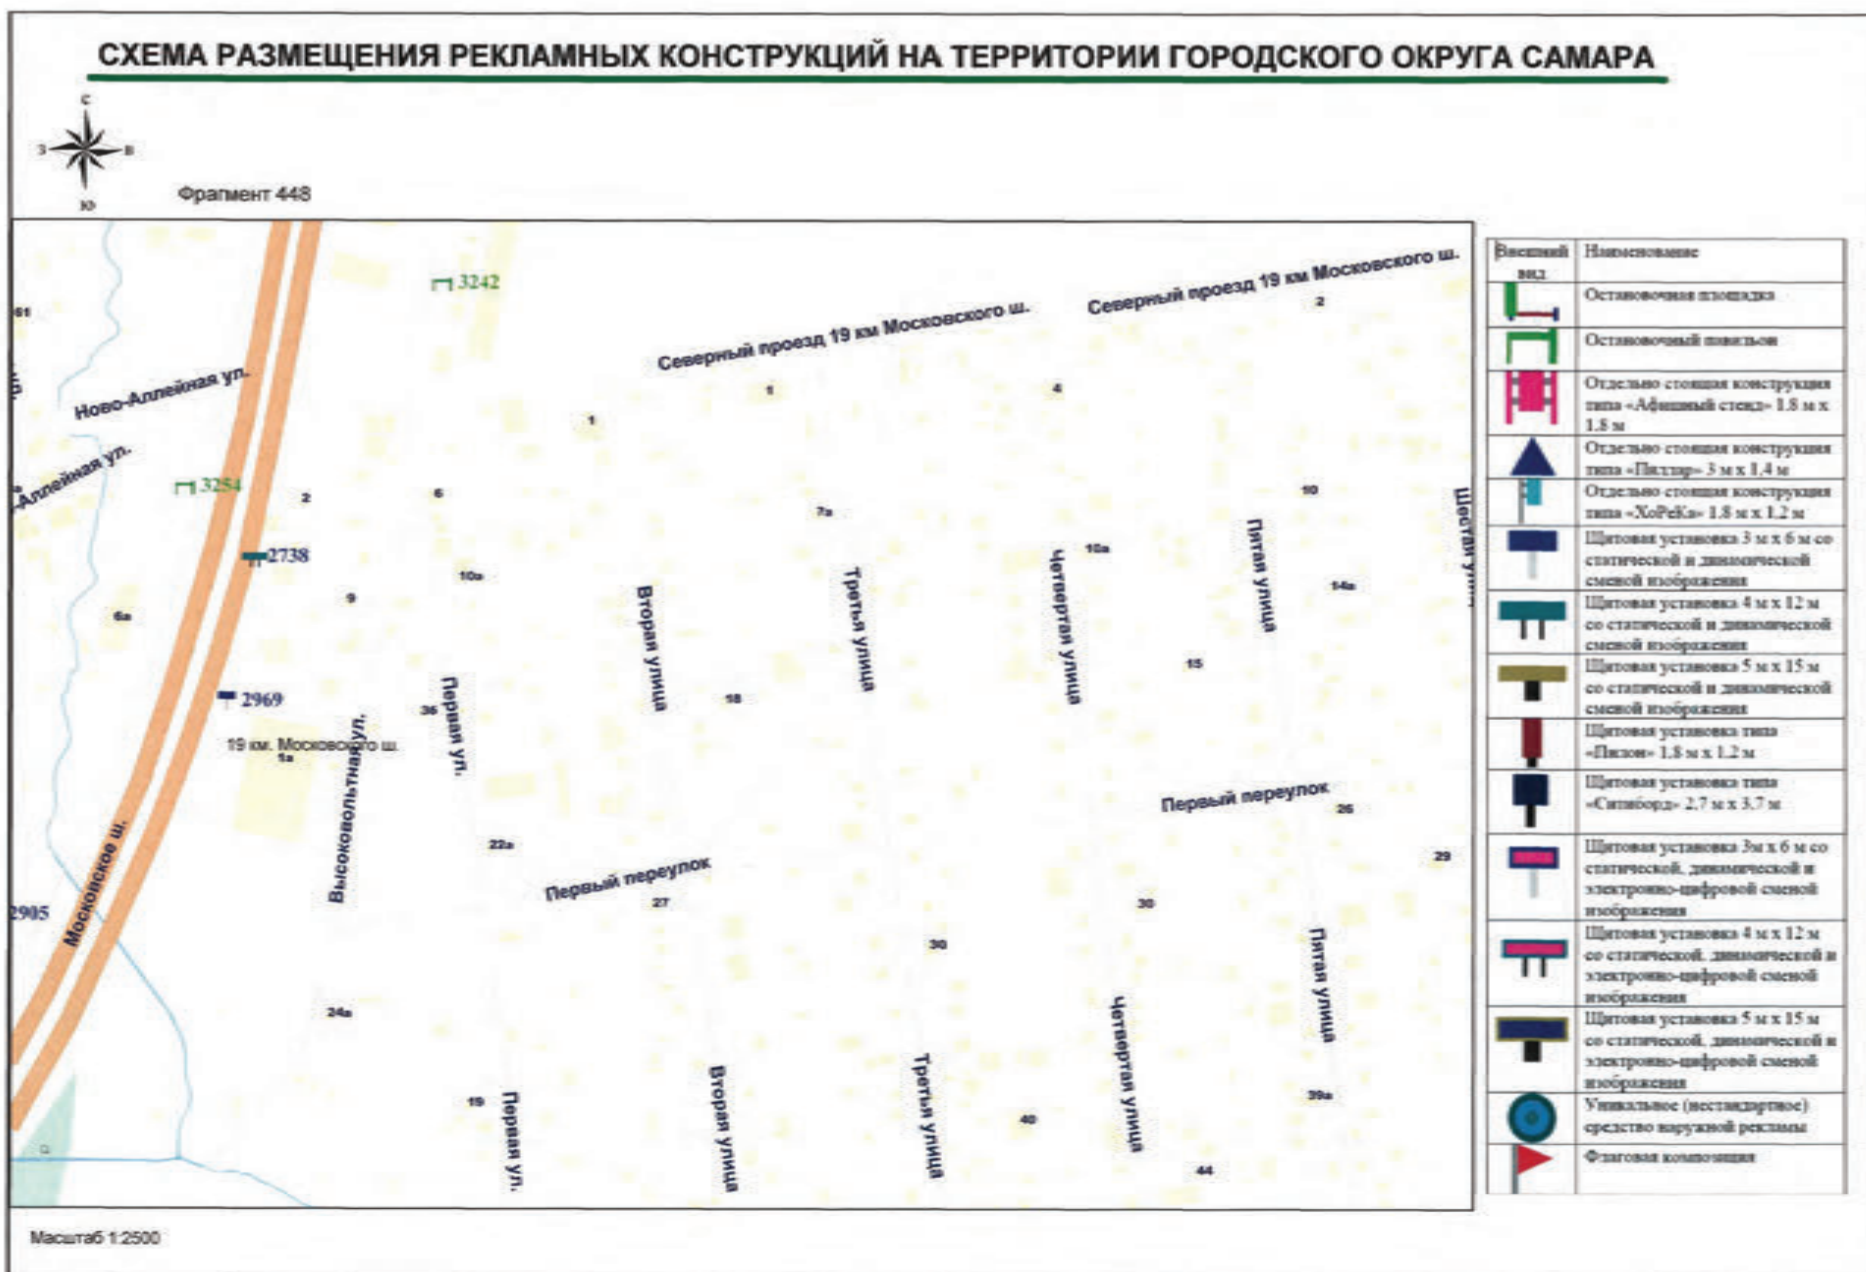 СХЕМА РАЗМЕЩЕНИЯ РЕКЛАМНЫХ КОНСТРУКЦИЙ НА ТЕРРИТОРИИ ГОРОДСКОГО ОКРУГА САМАРА
С
З
В
Ю
Фрагмент 448
3242
Северный проезд 19 км Московского ш.
Северный проезд 19 км Московского ш.
2
61
Ново-Аллейная ул.
1
4
1
-Аллейная ул.
3254
2
6
7а
10
Шестая ул
2738
10а
10а
Пятая улица
14а
9
6а
Вторая улица
Третья улица
Четвертая улица
15
2969
36
Первая ул.
18
19 км. Московского ш.
1а
Высоковольтная ул.
Первый переулок
26
Московское ш.
22а
29
Первый переулок
27
30
2905
30
Пятая улица
24а
19
Первая ул.
Вторая улица
Третья улица
40
Четвертая улица
39а
44
Масштаб 1:2500
Внешний вид
Наименование
Остановочная площадка
Остановочный павильон
Отдельно стоящая конструкция
типа «Афишный стенд» 1.8 м х
1.8 м
Отдельно стоящая конструкция
типа «Пиллар» 3 м х 1,4 м
Отдельно стоящая конструкция
типа «ХоРеКа» 1.8 м х 1.2 м
Щитовая установка 3 м х 6 м со
статической и динамической
сменой изображения
Щитовая установка 4 м х 12 м
со статической и динамической
сменой изображения
Щитовая установка 5 м х 15 м
со статической и динамической
сменой изображения
Щитовая установка типа
«Пилон» 1.8 м х 1.2 м
Щитовая установка типа
«Ситиборд» 2.7 м х 3.7 м
Щитовая установка 3м х 6 м со
статической, динамической и
электронно-цифровой сменой
изображения
Щитовая установка 4 м х 12 м
со статической, динамической и
электронно-цифровой сменой
изображения
Щитовая установка 5 м х 15 м
со статической, динамической и
электронно-цифровой сменой
изображения
Уникальное (нестандартное)
средство наружной рекламы
Флаговая композиция